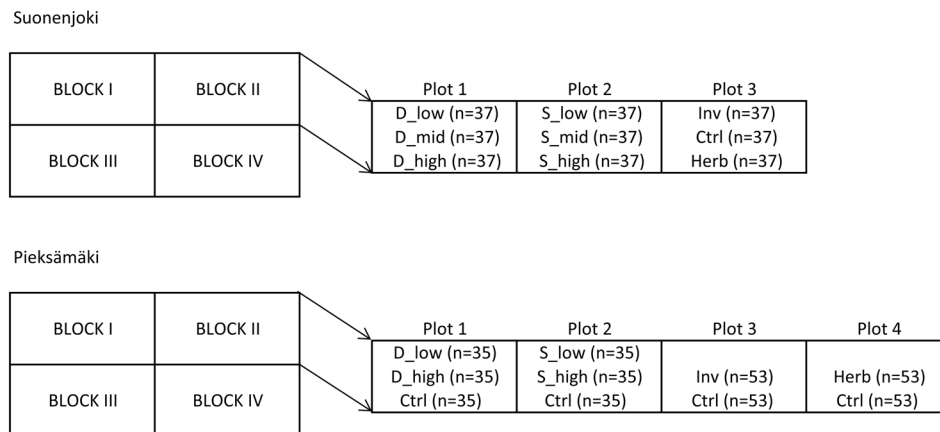 Suonenjoki
BLOCK I BLOCK II
BLOCK III BLOCK IV
Plot 1 Plot 2 Plot 3
D_low (n=37) S_low (n=37) Inv (n=37)
D_mid (n=37) S_mid (n=37) Ctrl (n=37)
D_high (n=37) S_high (n=37) Herb (n=37)
Pieksämäki
BLOCK I BLOCK II
BLOCK III BLOCK IV
Plot 1 Plot 2 Plot 3 Plot 4
D_low (n=35) S_low (n=35)
D_high (n=35) S_high (n=35) Inv (n=53) Herb (n=53)
Ctrl (n=35) Ctrl (n=35) Ctrl (n=53) Ctrl (n=53)